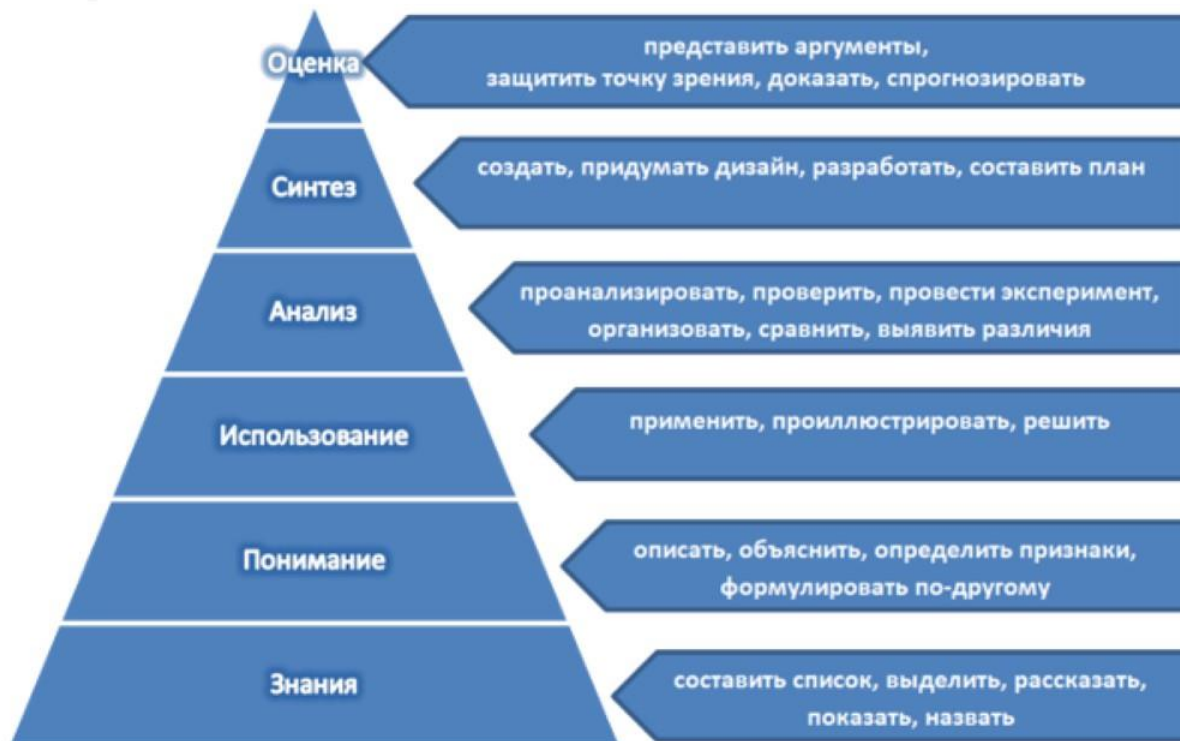 Оценка
представить аргументы,
защитить точку зрения, доказать, спрогнозировать
Синтез
создать, придумать дизайн, разработать, составить план
Анализ
проанализировать, проверить, провести эксперимент,
организовать, сравнить, выявить различия
Использование
применить, проиллюстрировать, решить
Понимание
описать, объяснить, определить признаки,
формулировать по-другому
Знания
составить список, выделить, рассказать,
показать, назвать